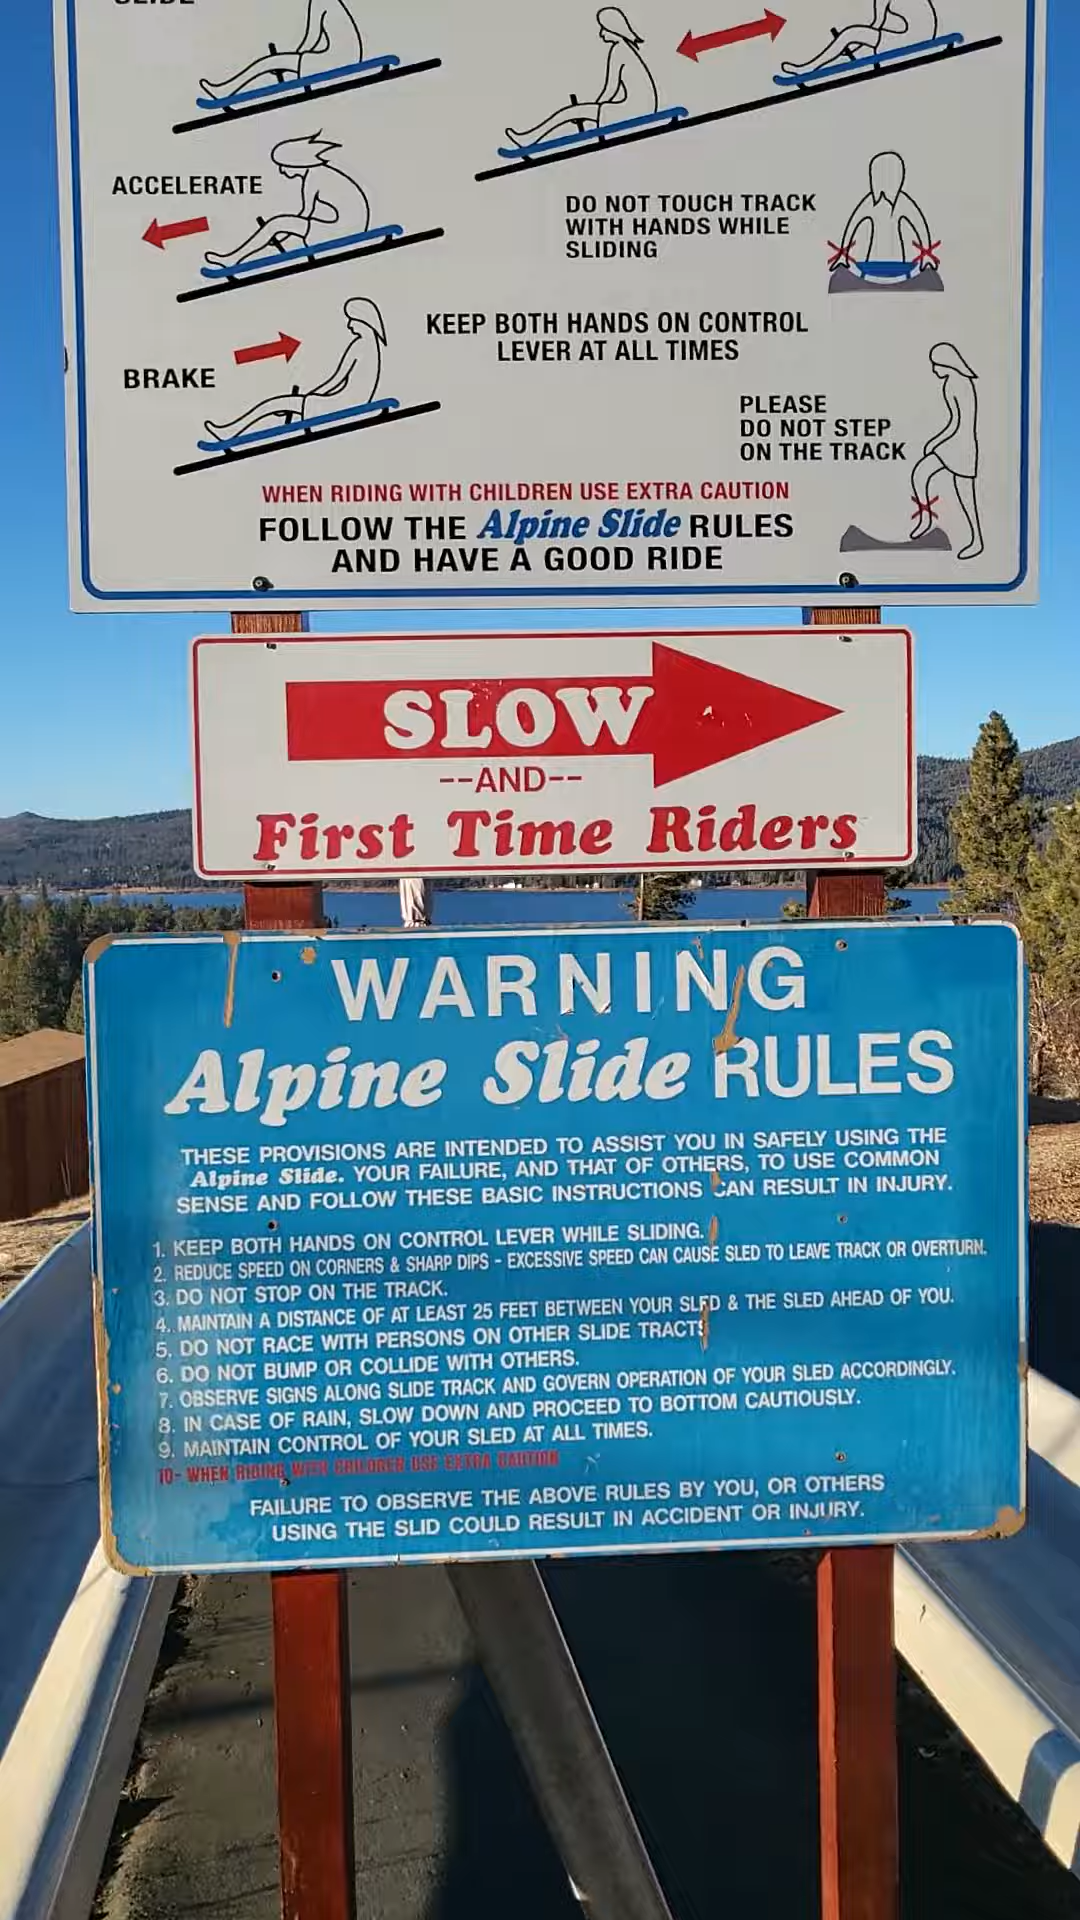 SLIDE
ACCELERATE
DO NOT TOUCH TRACK
WITH HANDS WHILE
SLIDING
KEEP BOTH HANDS ON CONTROL
LEVER AT ALL TIMES
BRAKE
PLEASE
DO NOT STEP
ON THE TRACK
WHEN RIDING WITH CHILDREN USE EXTRA CAUTION
FOLLOW THE Alpine Slide RULES
AND HAVE A GOOD RIDE
SLOW
--AND--
First Time Riders
WARNING
Alpine Slide RULES
THESE PROVISIONS ARE INTENDED TO ASSIST YOU IN SAFELY USING THE
Alpine Slide. YOUR FAILURE, AND THAT OF OTHERS, TO USE COMMON
SENSE AND FOLLOW THESE BASIC INSTRUCTIONS CAN RESULT IN INJURY.
1. KEEP BOTH HANDS ON CONTROL LEVER WHILE SLIDING.
2. REDUCE SPEED ON CORNERS & SHARP DIPS - EXCESSIVE SPEED CAN CAUSE SLED TO LEAVE TRACK OR OVERTURN.
3. DO NOT STOP ON THE TRACK.
4. MAINTAIN A DISTANCE OF AT LEAST 25 FEET BETWEEN YOUR SLED & THE SLED AHEAD OF YOU.
5. DO NOT RACE WITH PERSONS ON OTHER SLIDE TRACTS
6. DO NOT BUMP OR COLLIDE WITH OTHERS.
7. OBSERVE SIGNS ALONG SLIDE TRACK AND GOVERN OPERATION OF YOUR SLED ACCORDINGLY.
8. IN CASE OF RAIN, SLOW DOWN AND PROCEED TO BOTTOM CAUTIOUSLY.
9. MAINTAIN CONTROL OF YOUR SLED AT ALL TIMES.
10- WHEN RIDING WITH CHILDREN USE EXTRA CAUTION
FAILURE TO OBSERVE THE ABOVE RULES BY YOU, OR OTHERS
USING THE SLID COULD RESULT IN ACCIDENT OR INJURY.